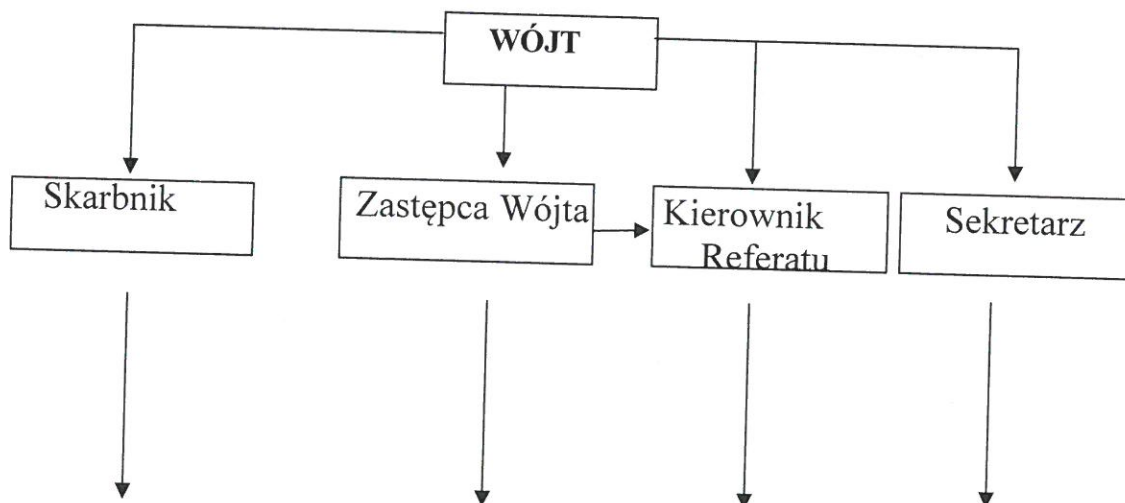 WÓJT
Skarbnik
Zastępca Wójta
Kierownik
Referatu
Sekretarz